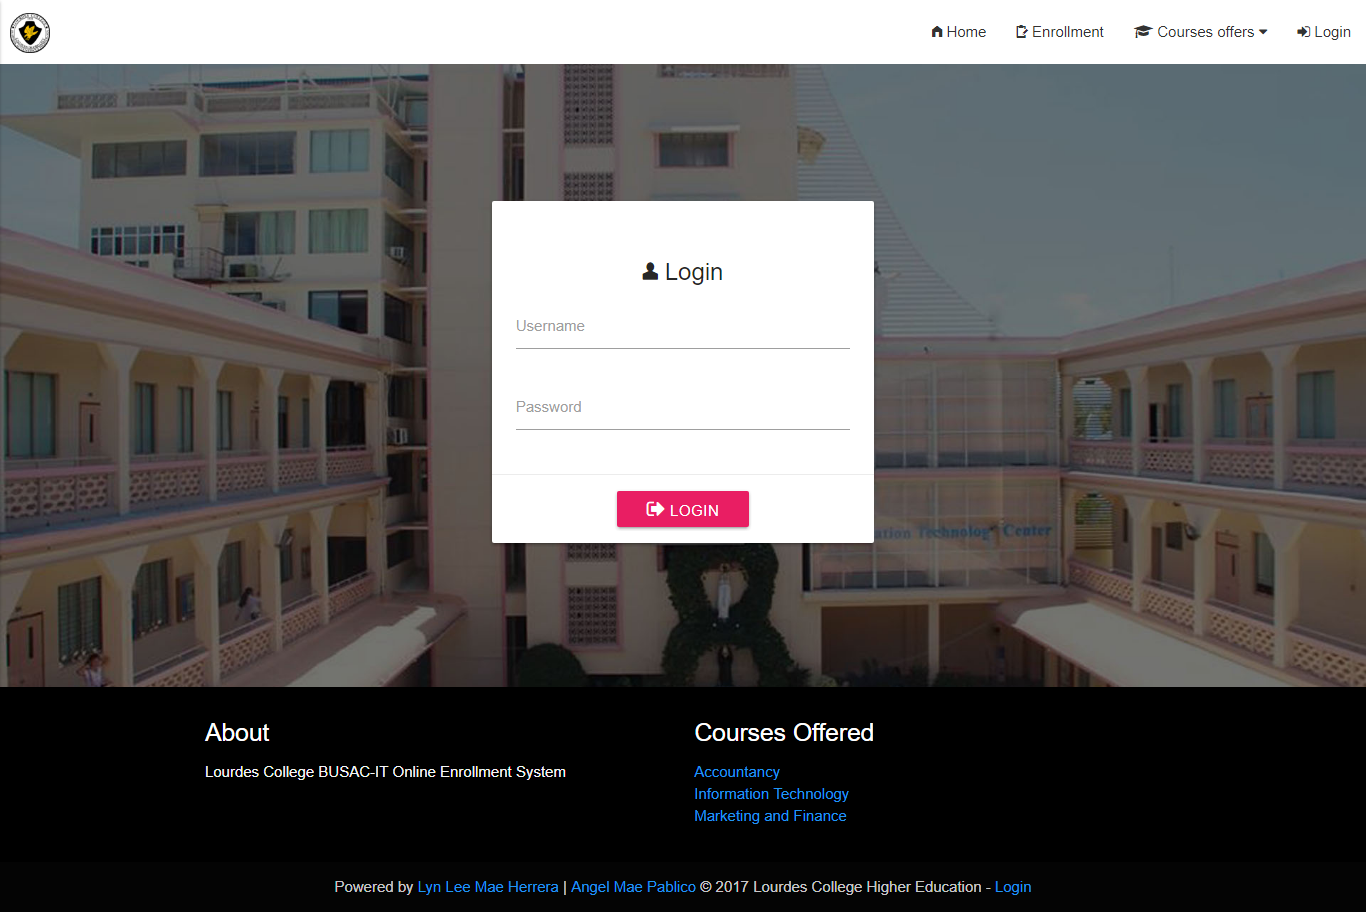 Home
Enrollment
Courses offers
Login
Login
Username
Password
LOGIN
ation Technology Center
About
Lourdes College BUSAC-IT Online Enrollment System
Courses Offered
Accountancy
Information Technology
Marketing and Finance
Powered by Lyn Lee Mae Herrera | Angel Mae Pablico © 2017 Lourdes College Higher Education - Login